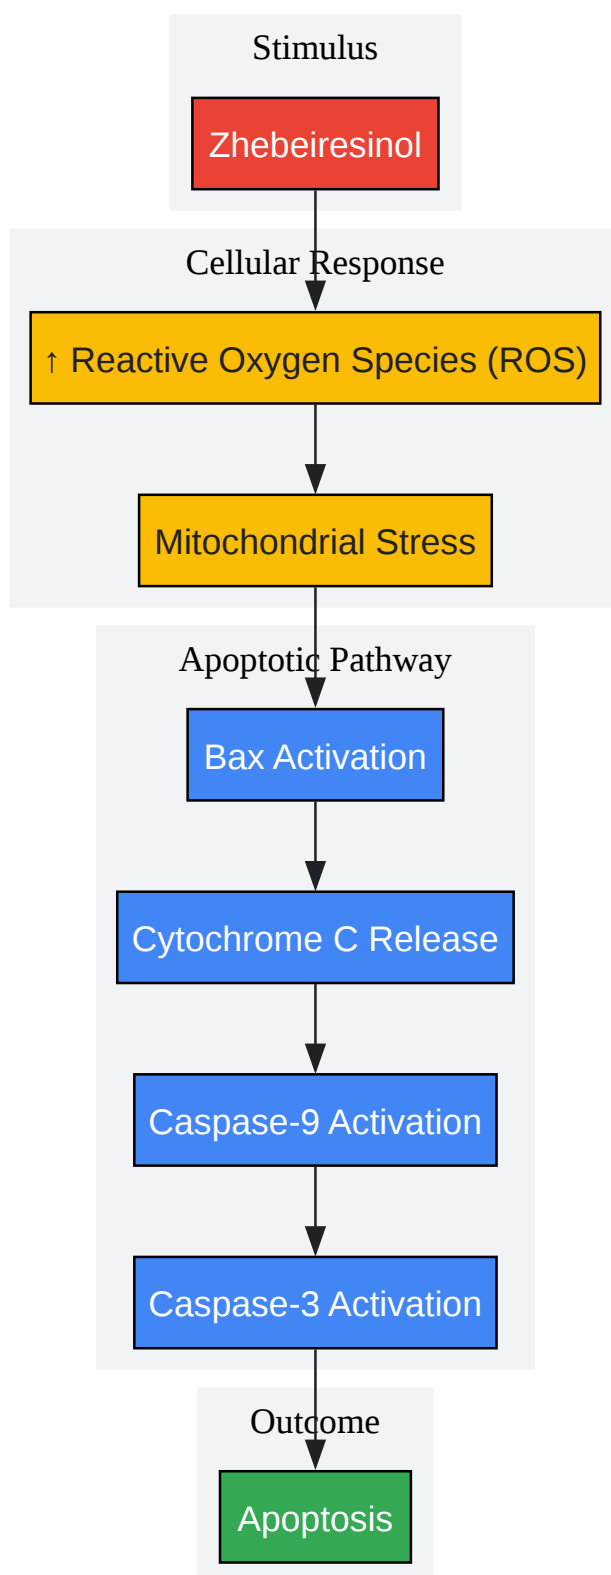 Stimulus
Zhebeiresinol
Cellular Response
↑ Reactive Oxygen Species (ROS)
Mitochondrial Stress
Apoptotic Pathway
Bax Activation
Cytochrome C Release
Caspase-9 Activation
Caspase-3 Activation
Outcome
Apoptosis